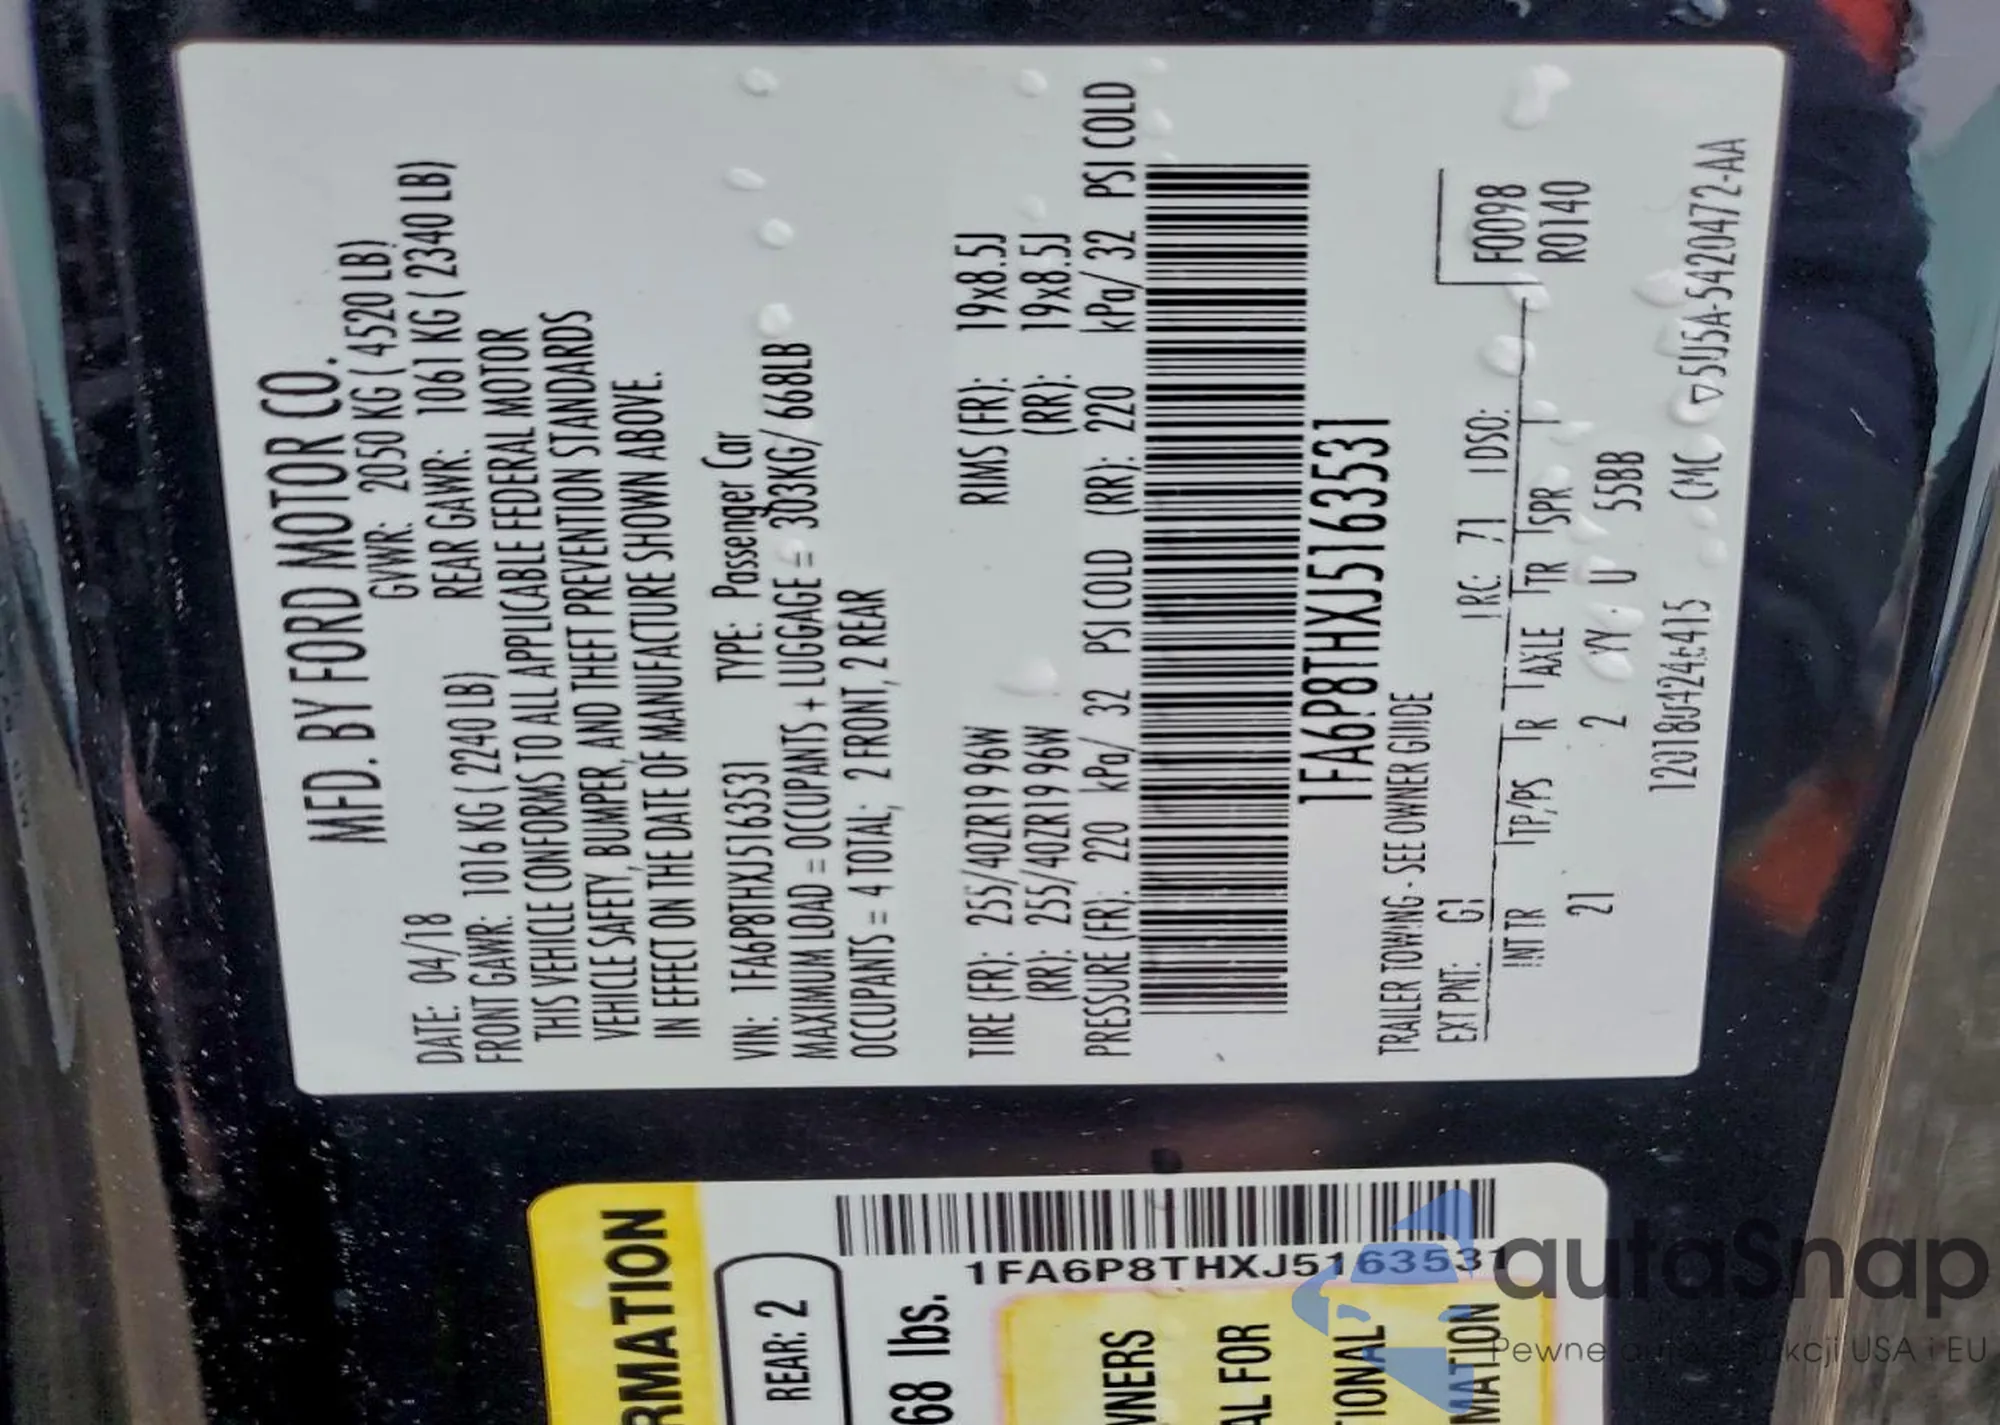 MFD. BY FORD MOTOR CO.
DATE: 04/18 GVWR: 2050 KG ( 4520 LB)
FRONT GAWR: 1016 KG ( 2240 LB) REAR GAWR: 1061 KG ( 2340 LB)
THIS VEHICLE CONFORMS TO ALL APPLICABLE FEDERAL MOTOR
VEHICLE SAFETY, BUMPER, AND THEFT PREVENTION STANDARDS
IN EFFECT ON THE DATE OF MANUFACTURE SHOWN ABOVE.
VIN: 1FA6P8THXJ5163531 TYPE: Passenger Car
MAXIMUM LOAD = OCCUPANTS + LUGGAGE = 303KG/ 668LB
OCCUPANTS = 4 TOTAL; 2 FRONT, 2 REAR
TIRE (FR): 255/40ZR19 96W RIMS (FR): 19x8.5J
(RR): 255/40ZR19 96W (RR): 19x8.5J
PRESSURE (FR): 220 kPa/ 32 PSI COLD (RR): 220 kPa/ 32 PSI COLD
1FA6P8THXJ5163531
TRAILER TOWING - SEE OWNER GUIDE
EXT PNT: G1 RC: 71 DSO: F0098
INT TR TP/PS R AXLE TR SPR R0140
21 2 YY U 55BB
CMC 5U5A-5420472-AA
RMATION
REAR: 2
1FA6P8THXJ5163531
68 lbs.
WNERS
AL FOR
TIONAL
MATION
autaSnap
Pewne auta USA i EU